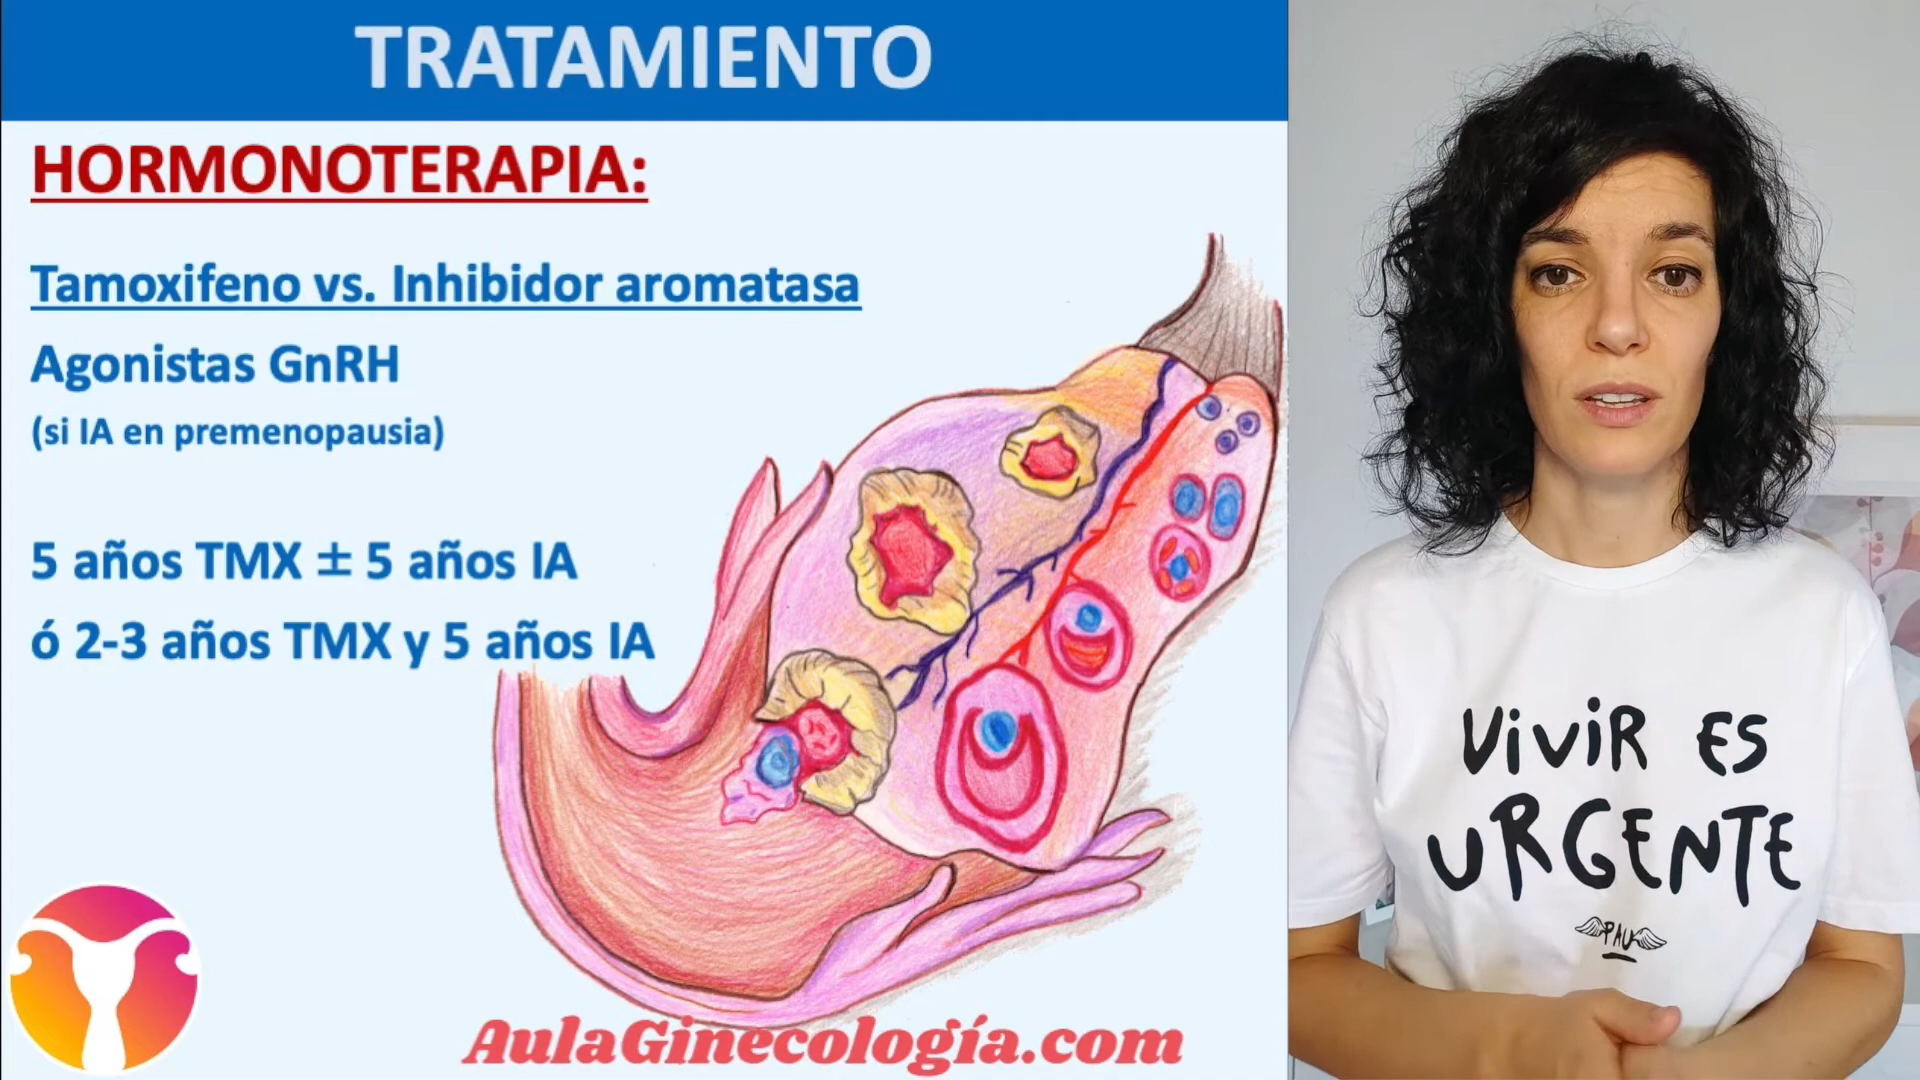 TRATAMIENTO
HORMONOTERAPIA:
Tamoxifeno vs. Inhibidor aromatasa
Agonistas GnRH
(si IA en premenopausia)
5 años TMX ± 5 años IA
ó 2-3 años TMX y 5 años IA
AulaGinecología.com
ViViR ES
URGENTE
PAU